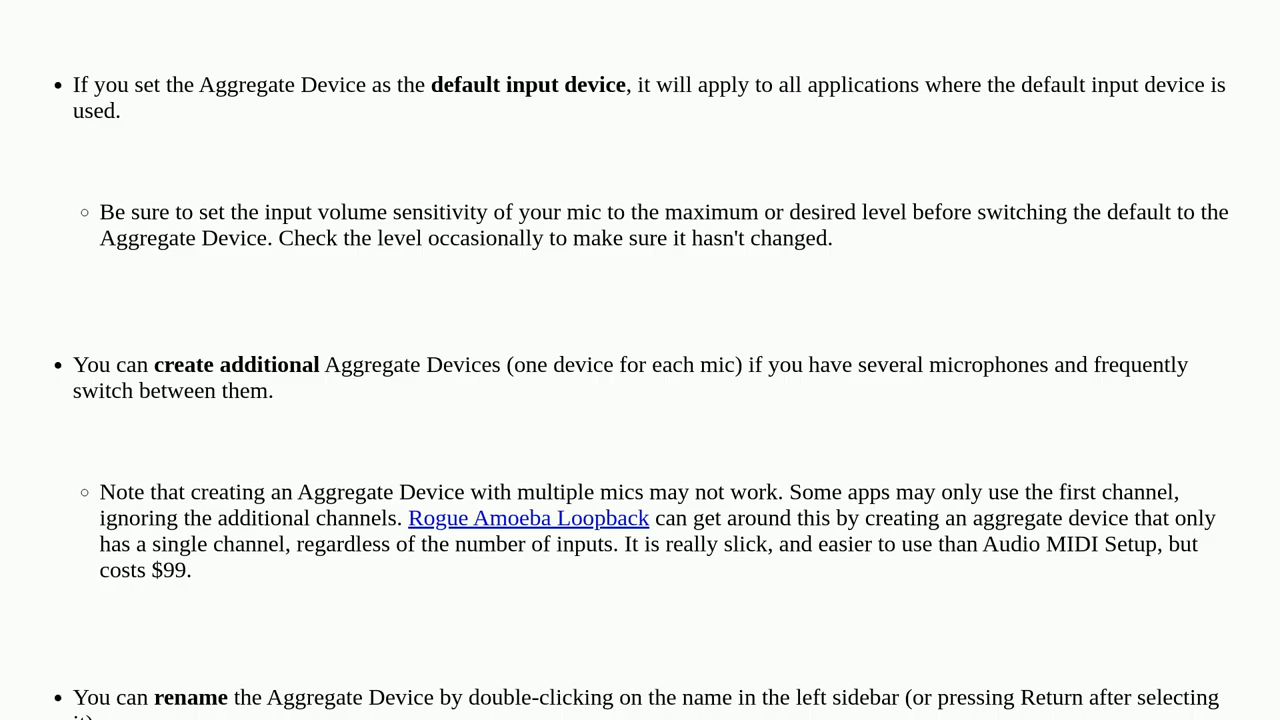 If you set the Aggregate Device as the default input device, it will apply to all applications where the default input device is
used.
Be sure to set the input volume sensitivity of your mic to the maximum or desired level before switching the default to the
Aggregate Device. Check the level occasionally to make sure it hasn't changed.
You can create additional Aggregate Devices (one device for each mic) if you have several microphones and frequently
switch between them.
Note that creating an Aggregate Device with multiple mics may not work. Some apps may only use the first channel,
ignoring the additional channels. Rogue Amoeba Loopback can get around this by creating an aggregate device that only
has a single channel, regardless of the number of inputs. It is really slick, and easier to use than Audio MIDI Setup, but
costs $99.
You can rename the Aggregate Device by double-clicking on the name in the left sidebar (or pressing Return after selecting